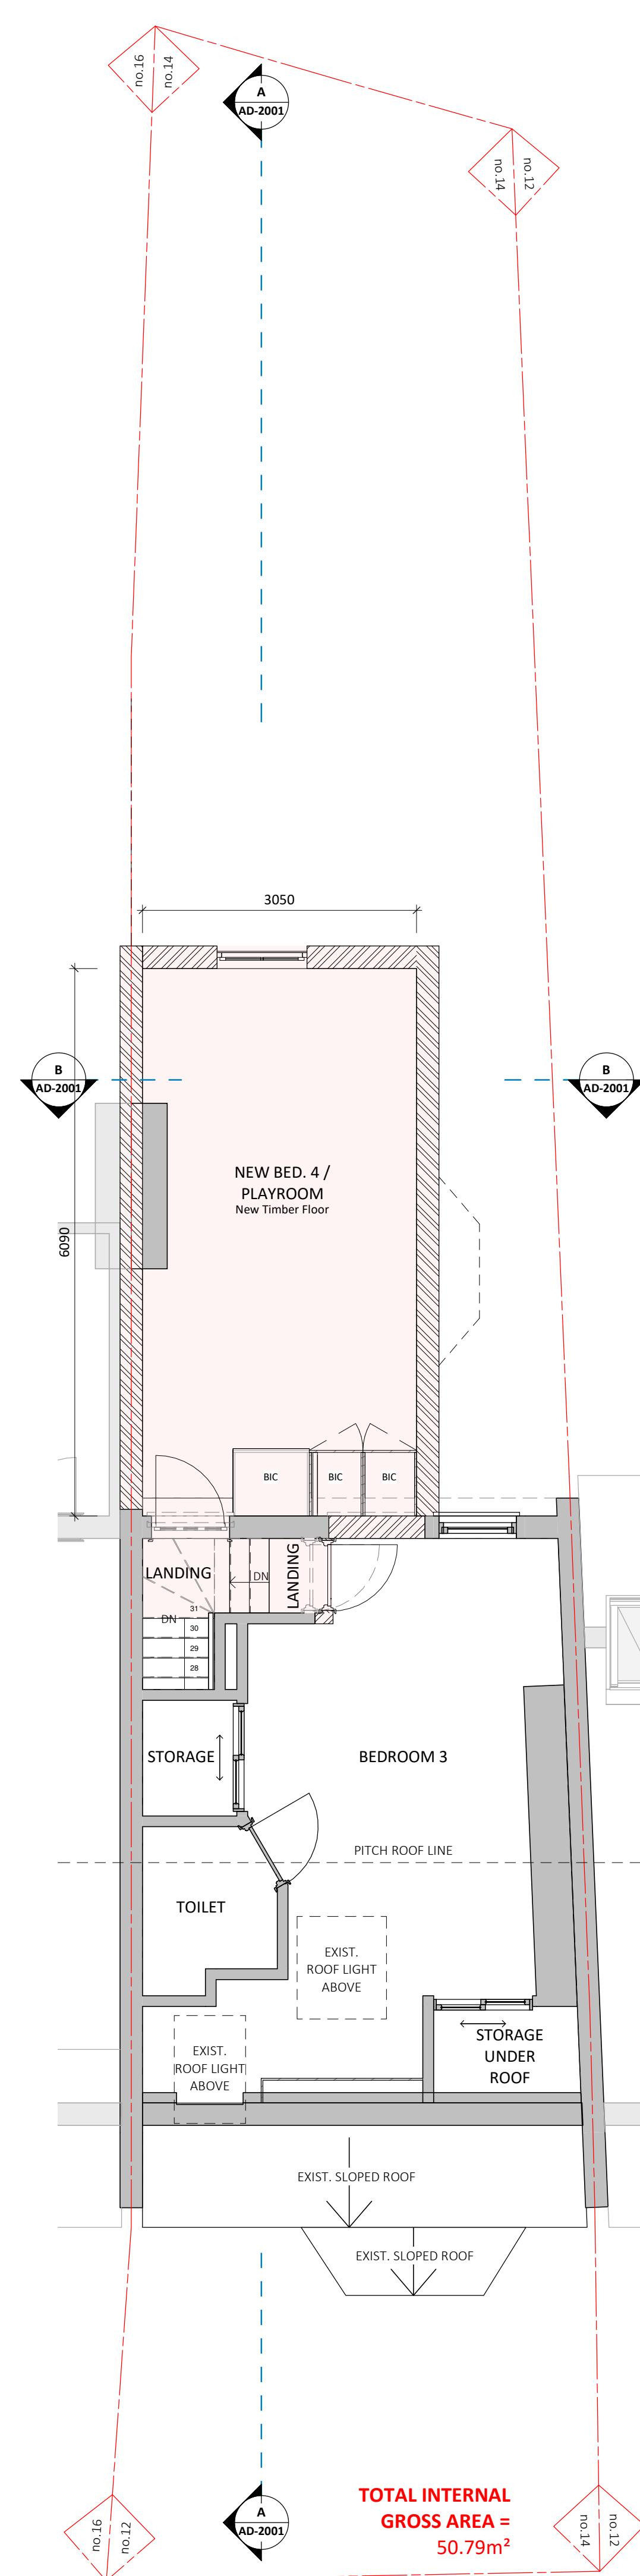 no.16
no.14
A
AD-2001
no.14
no.12
3050
B
AD-2001
B
AD-2001
NEW BED. 4 /
PLAYROOM
New Timber Floor
6090
BIC
BIC
BIC
LANDING
DN
LANDING
31
DN
30
29
28
STORAGE
BEDROOM 3
PITCH ROOF LINE
TOILET
EXIST.
ROOF LIGHT
ABOVE
STORAGE
UNDER
ROOF
EXIST.
ROOF LIGHT
ABOVE
EXIST. SLOPED ROOF
EXIST. SLOPED ROOF
TOTAL INTERNAL
GROSS AREA =
50.79m²
no.16
no.12
A
AD-2001
no.14
no.12